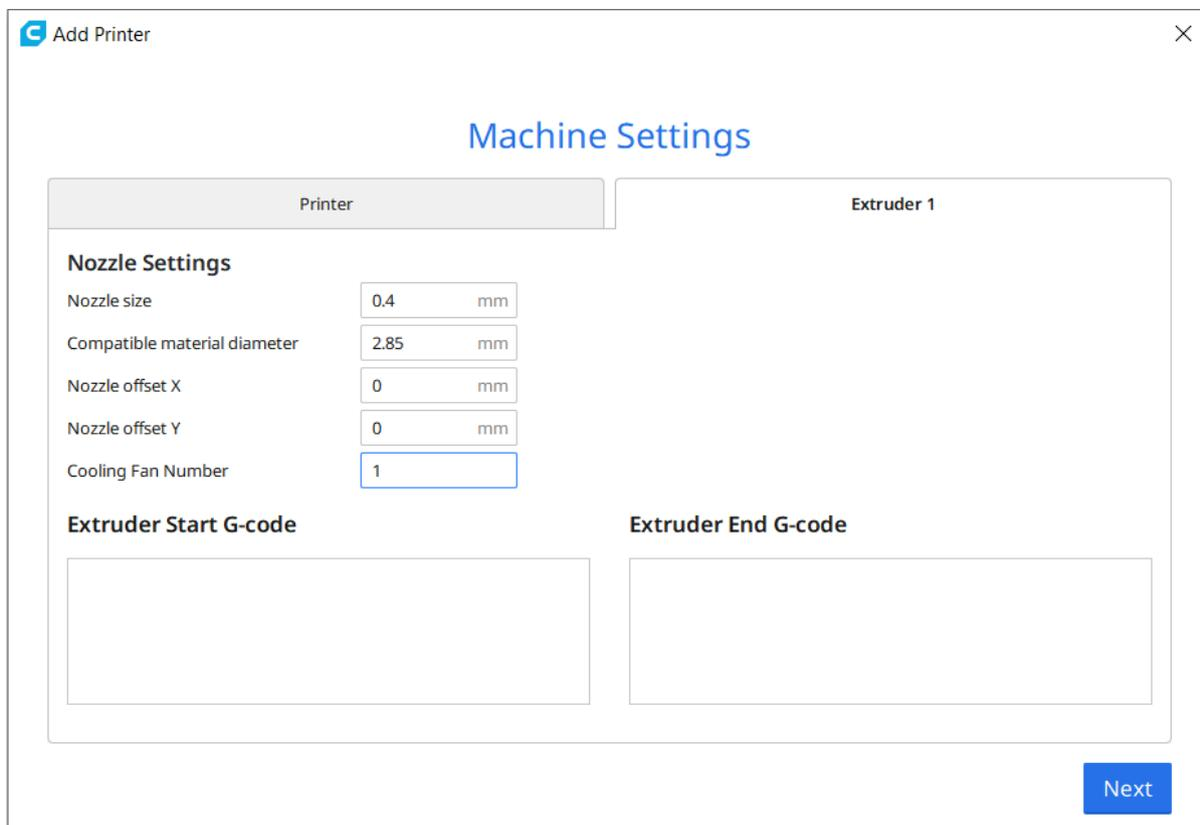 Add Printer
Machine Settings
Printer
Extruder 1
Nozzle Settings
Nozzle size 0.4 mm
Compatible material diameter 2.85 mm
Nozzle offset X 0 mm
Nozzle offset Y 0 mm
Cooling Fan Number 1
Extruder Start G-code
Extruder End G-code
Next